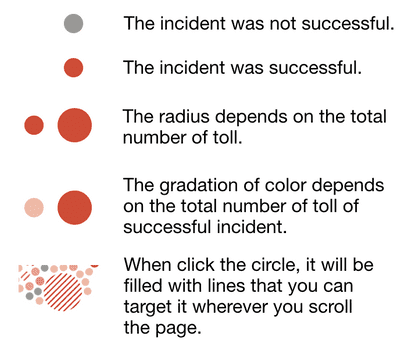 The incident was not successful.
The incident was successful.
The radius depends on the total
number of toll.
The gradation of color depends
on the total number of toll of
successful incident.
When click the circle, it will be
filled with lines that you can
target it wherever you scroll
the page.